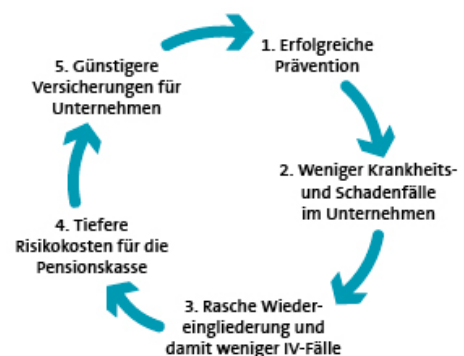 1. Erfolgreiche
Prävention
2. Weniger Krankheits-
und Schadenfälle
im Unternehmen
3. Rasche Wieder-
eingliederung und
damit weniger IV-Fälle
4. Tiefere
Risikokosten für die
Pensionskasse
5. Günstigere
Versicherungen für
Unternehmen